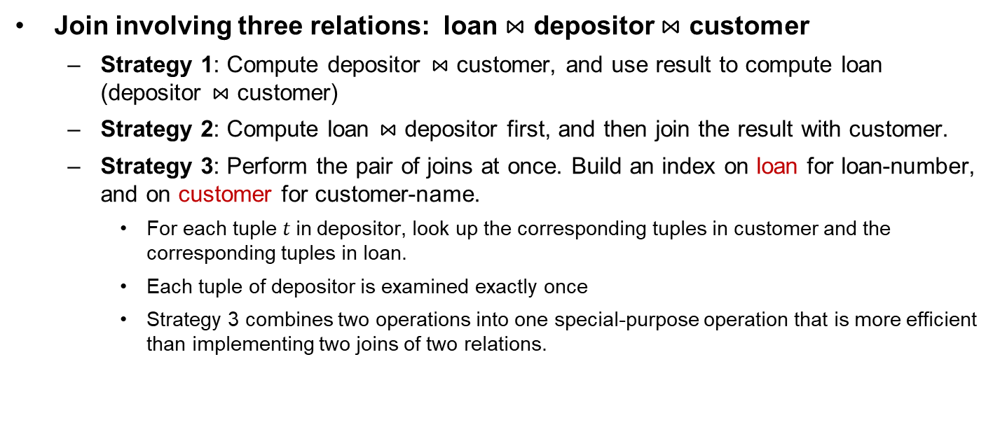 • Join involving three relations: loan ⋈ depositor ⋈ customer
– Strategy 1: Compute depositor ⋈ customer, and use result to compute loan
(depositor ⋈ customer)
– Strategy 2: Compute loan ⋈ depositor first, and then join the result with customer.
– Strategy 3: Perform the pair of joins at once. Build an index on loan for loan-number,
and on customer for customer-name.
• For each tuple 𝑡 in depositor, look up the corresponding tuples in customer and the
corresponding tuples in loan.
• Each tuple of depositor is examined exactly once
• Strategy 3 combines two operations into one special-purpose operation that is more efficient
than implementing two joins of two relations.